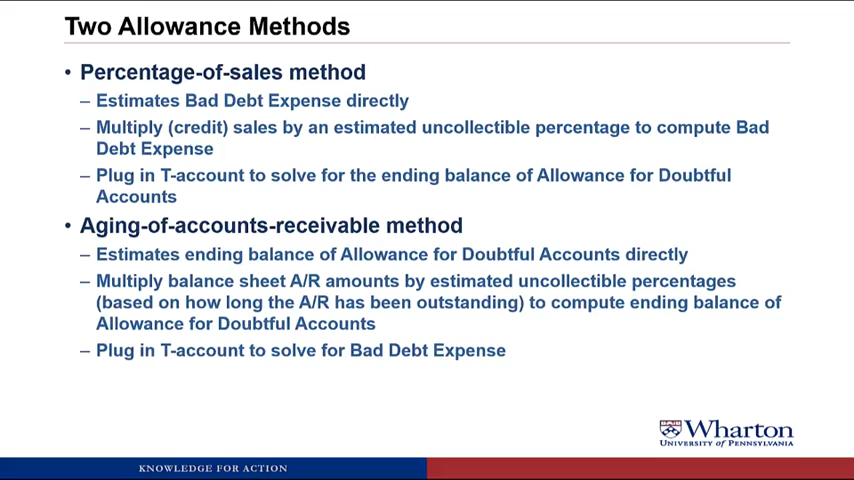 Two Allowance Methods
• Percentage-of-sales method
– Estimates Bad Debt Expense directly
– Multiply (credit) sales by an estimated uncollectible percentage to compute Bad
Debt Expense
– Plug in T-account to solve for the ending balance of Allowance for Doubtful
Accounts
• Aging-of-accounts-receivable method
– Estimates ending balance of Allowance for Doubtful Accounts directly
– Multiply balance sheet A/R amounts by estimated uncollectible percentages
(based on how long the A/R has been outstanding) to compute ending balance of
Allowance for Doubtful Accounts
– Plug in T-account to solve for Bad Debt Expense
Wharton
UNIVERSITY of PENNSYLVANIA
KNOWLEDGE FOR ACTION